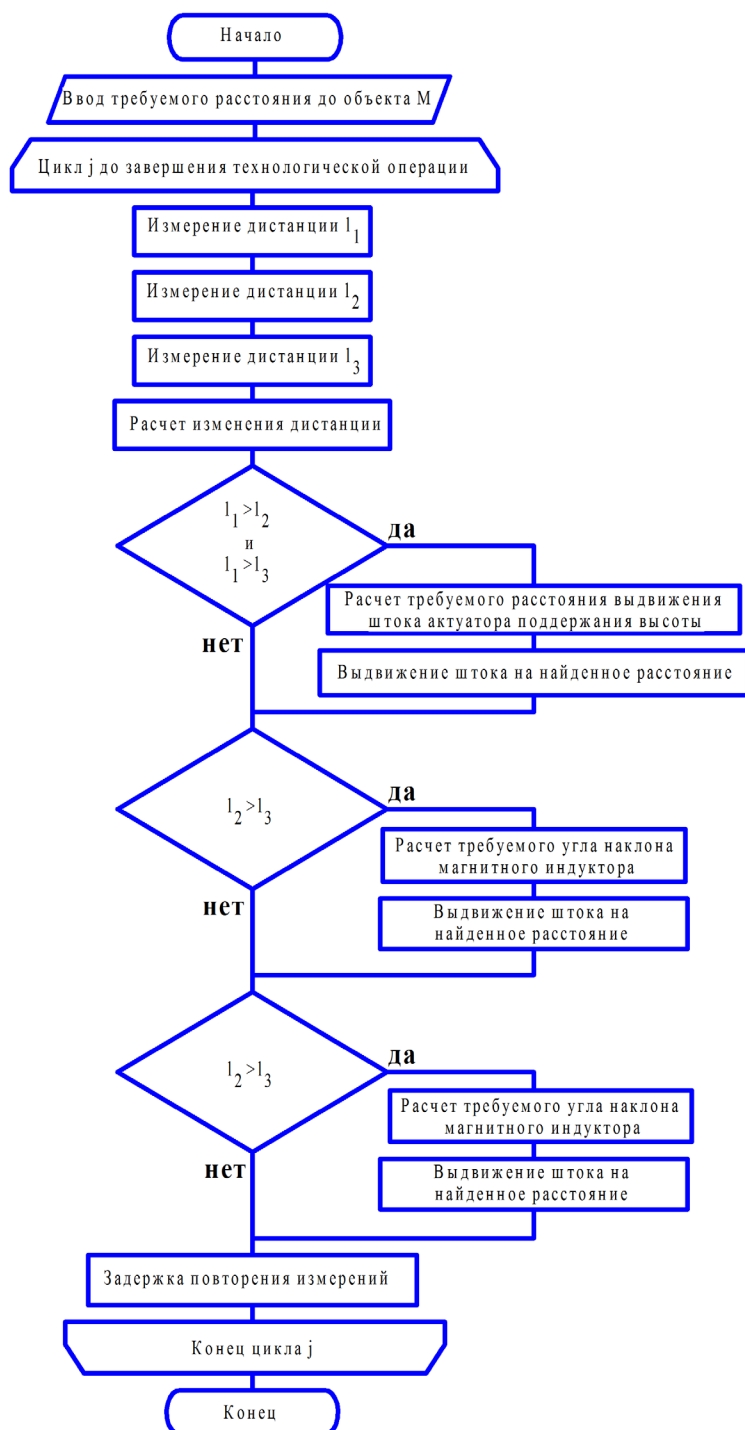 Начало
Ввод требуемого расстояния до объекта М
Цикл j до завершения технологической операции
Измерение дистанции l₁
Измерение дистанции l₂
Измерение дистанции l₃
Расчет изменения дистанции
l₁>l₂
и
l₁>l₃
да
Расчет требуемого расстояния выдвижения
штока актуатора поддержания высоты
нет
Выдвижение штока на найденное расстояние
l₂>l₃
да
Расчет требуемого угла наклона
магнитного индуктора
нет
Выдвижение штока на
найденное расстояние
l₂>l₃
да
Расчет требуемого угла наклона
магнитного индуктора
нет
Выдвижение штока на
найденное расстояние
Задержка повторения измерений
Конец цикла j
Конец